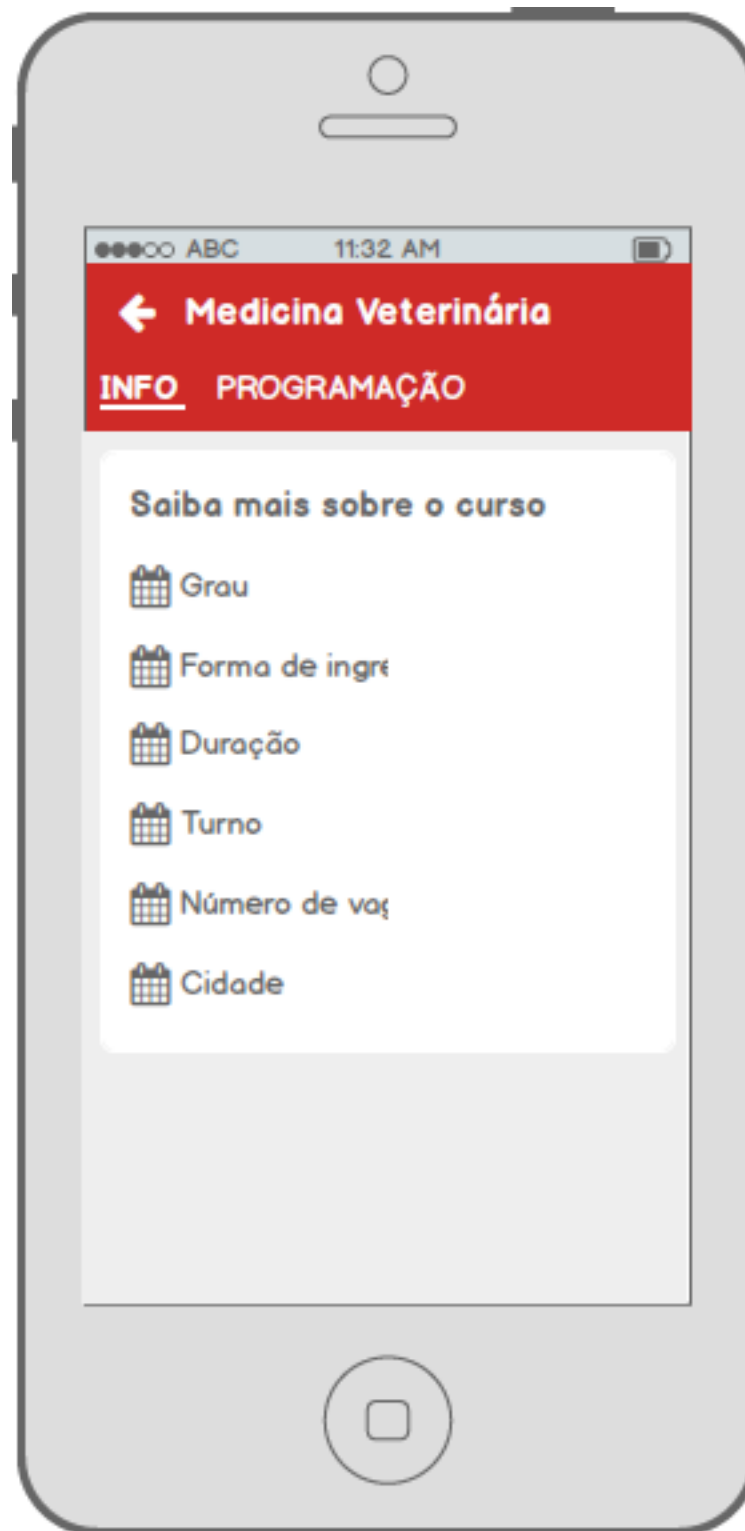 ABC 11:32 AM
Medicina Veterinária
INFO PROGRAMAÇÃO
Saiba mais sobre o curso
Grau
Forma de ingre
Duração
Turno
Número de vag
Cidade